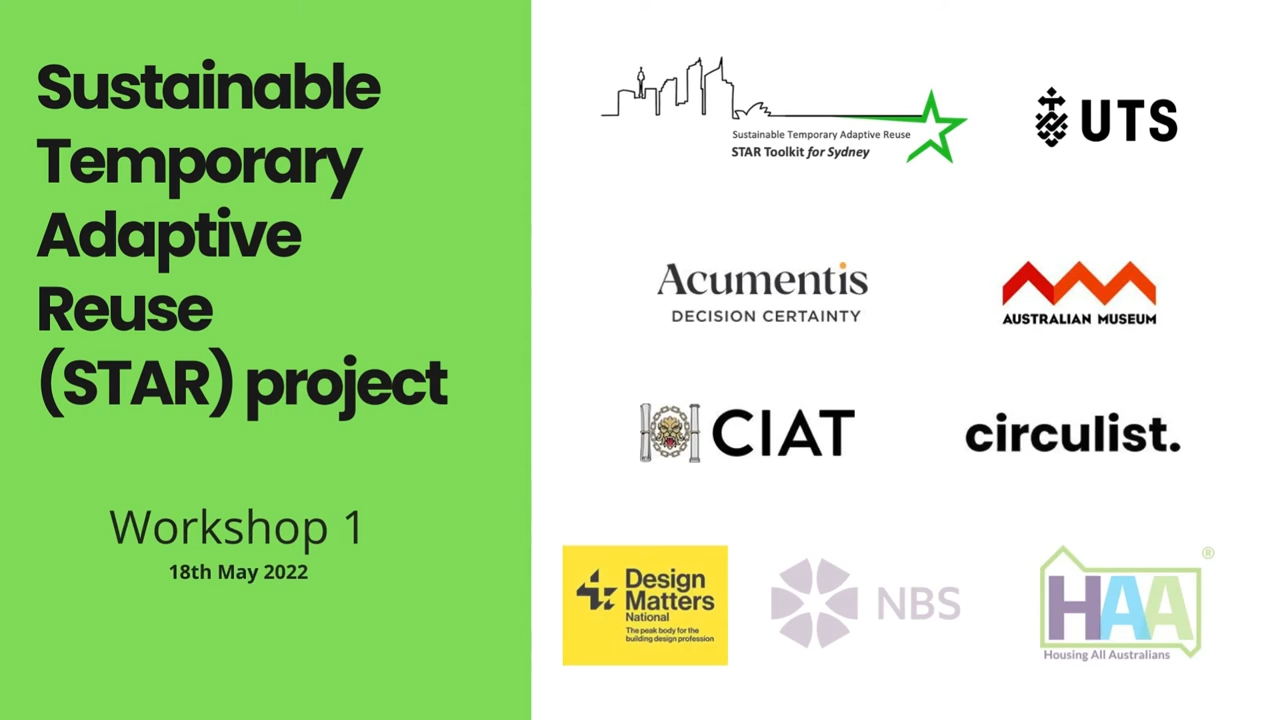 Sustainable
Temporary
Adaptive
Reuse
(STAR) project
Workshop 1
18th May 2022
Sustainable Temporary Adaptive Reuse
STAR Toolkit for Sydney
UTS
Acumentis
DECISION CERTAINTY
AUSTRALIAN MUSEUM
CIAT
circulist.
Design
Matters
National
The peak body for the
building design profession
NBS
®
HAA
Housing All Australians